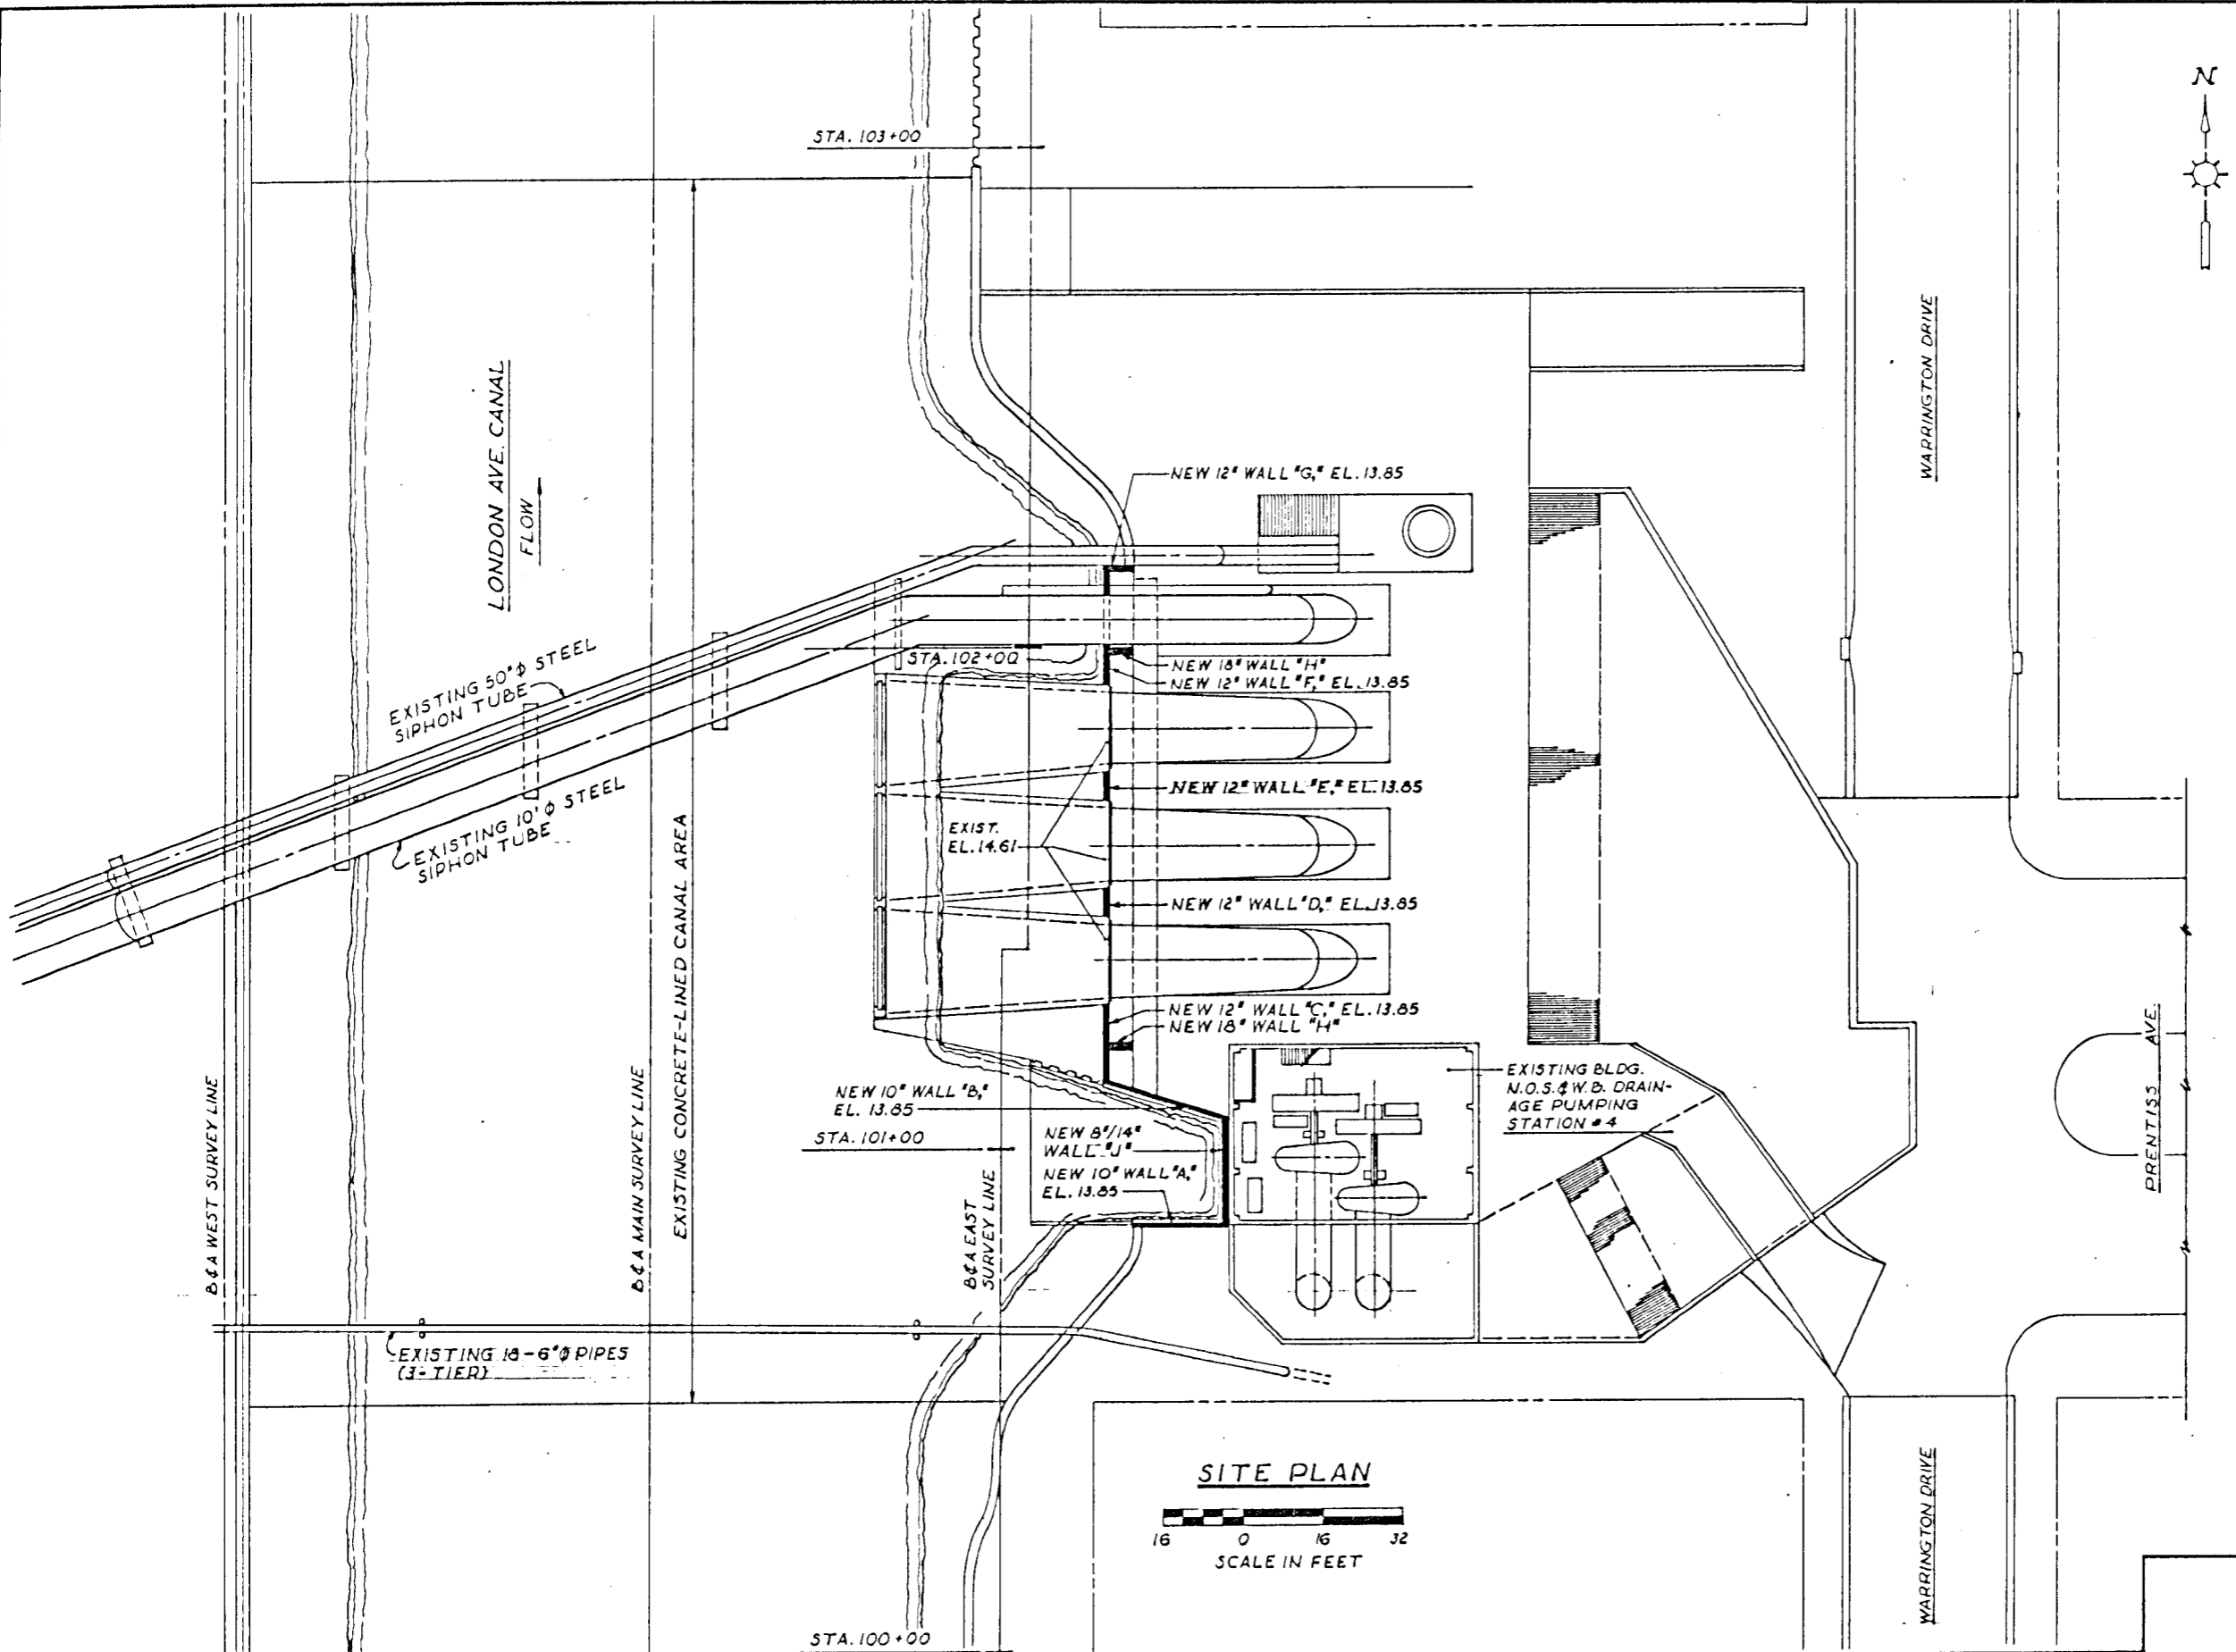 N
STA. 103+00
WARRINGTON DRIVE
LONDON AVE. CANAL
FLOW
NEW 12" WALL "G," EL. 13.85
EXISTING 50"φ STEEL
SIPHON TUBE
STA. 102+00
NEW 18" WALL "H"
NEW 12" WALL "F," EL. 13.85
NEW 12" WALL "E," EL. 13.85
EXISTING 10'φ STEEL
SIPHON TUBE
EXIST.
EL. 14.61
NEW 12" WALL "D," EL. 13.85
EXISTING CONCRETE-LINED CANAL AREA
NEW 12" WALL "C," EL. 13.85
NEW 18" WALL "H"
B&A WEST SURVEY LINE
B&A MAIN SURVEY LINE
NEW 10" WALL "B,"
EL. 13.85
EXISTING BLDG.
N.O.S.&W.B. DRAIN-
AGE PUMPING
STATION #4
PRENTISS AVE.
STA. 101+00
NEW 8"/14"
WALL "J"
NEW 10" WALL "A,"
EL. 13.85
B&A EAST
SURVEY LINE
EXISTING 18-6"φ PIPES
(3-TIER)
SITE PLAN
16 0 16 32
SCALE IN FEET
WARRINGTON DRIVE
STA. 100+00